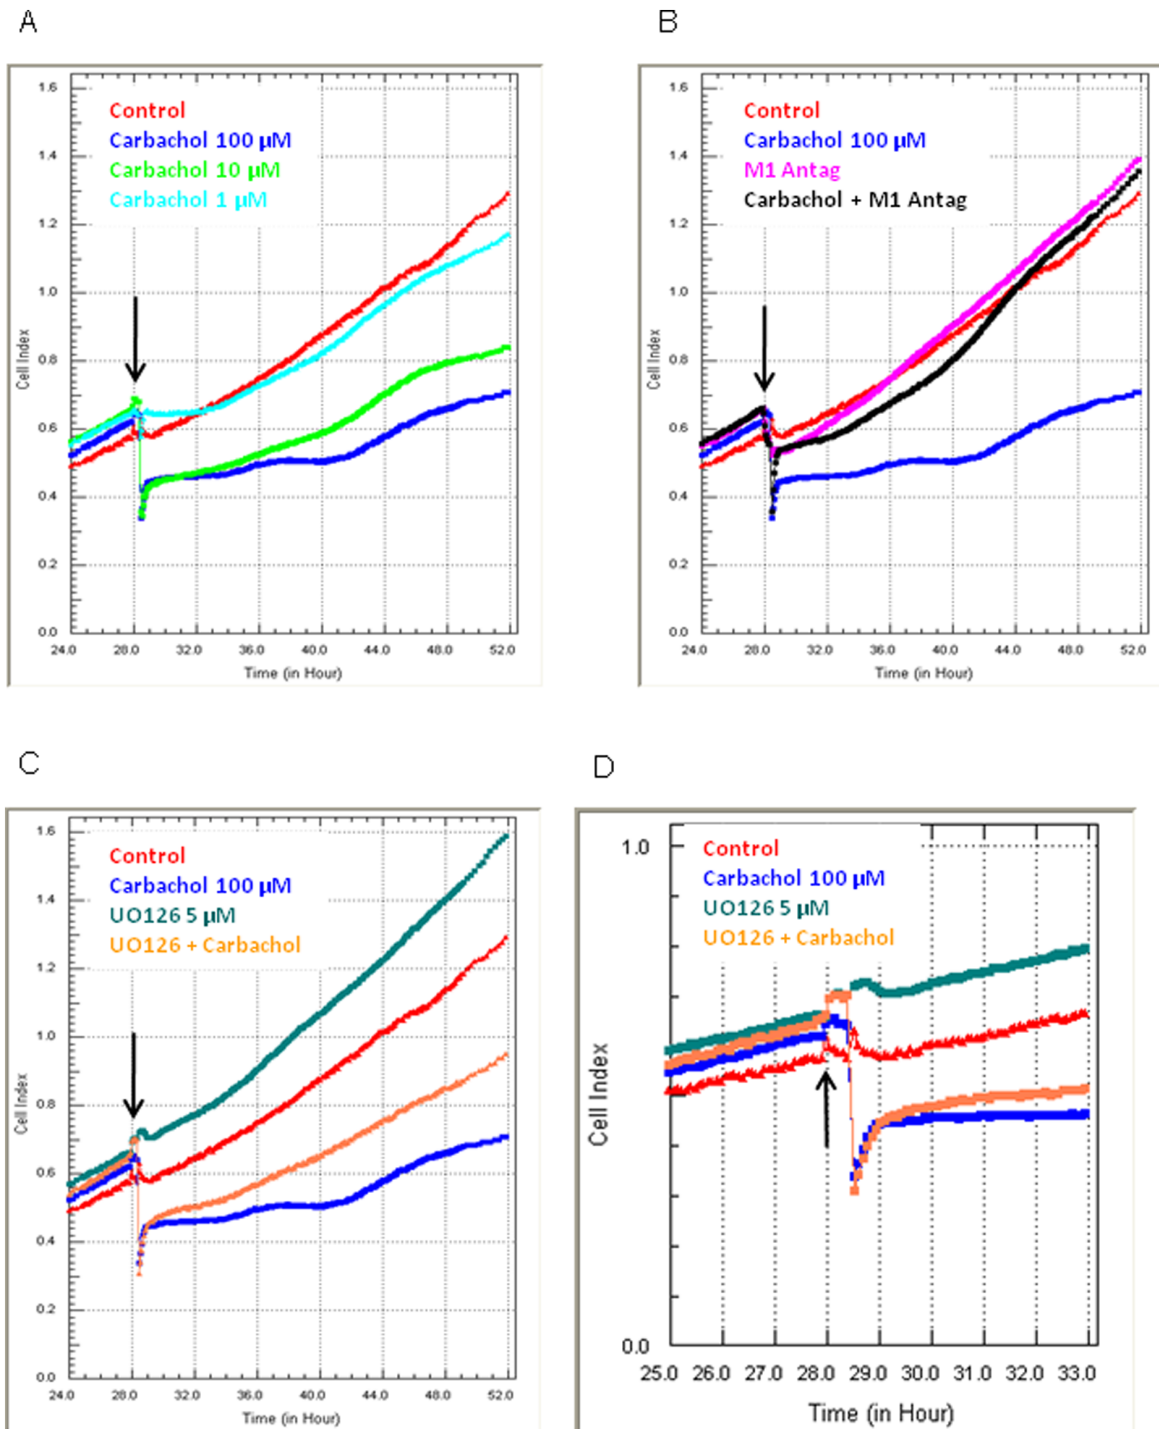 A
B
Control
Carbachol 100 µM
Carbachol 10 µM
Carbachol 1 µM
Cell Index
1.6
1.4
1.2
1.0
0.8
0.6
0.4
0.2
0.0
24.0 28.0 32.0 36.0 40.0 44.0 48.0 52.0
Time (in Hour)
Control
Carbachol 100 µM
M1 Antag
Carbachol + M1 Antag
Cell Index
1.6
1.4
1.2
1.0
0.8
0.6
0.4
0.2
0.0
24.0 28.0 32.0 36.0 40.0 44.0 48.0 52.0
Time (in Hour)
C
D
Control
Carbachol 100 µM
UO126 5 µM
UO126 + Carbachol
Cell Index
1.6
1.4
1.2
1.0
0.8
0.6
0.4
0.2
0.0
24.0 28.0 32.0 36.0 40.0 44.0 48.0 52.0
Time (in Hour)
Control
Carbachol 100 µM
UO126 5 µM
UO126 + Carbachol
Cell Index
1.0
0.0
25.0 26.0 27.0 28.0 29.0 30.0 31.0 32.0 33.0
Time (in Hour)